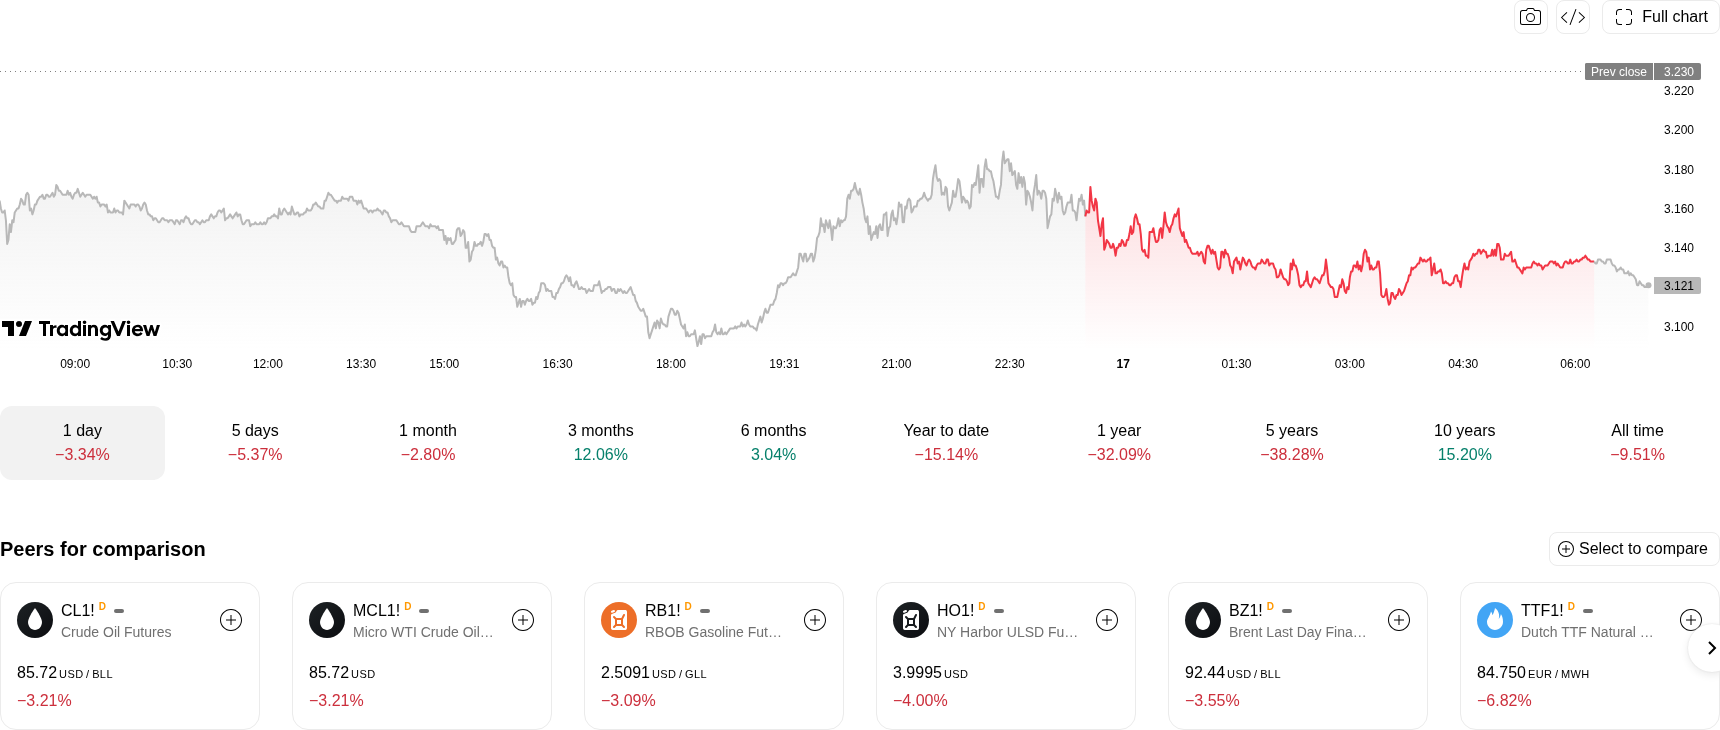 Full chart
Prev close 3.230
3.220
3.200
3.180
3.160
3.140
3.121
3.100
TradingView
09:00 10:30 12:00 13:30 15:00 16:30 18:00 19:31 21:00 22:30 17 01:30 03:00 04:30 06:00
1 day 5 days 1 month 3 months 6 months Year to date 1 year 5 years 10 years All time
−3.34% −5.37% −2.80% 12.06% 3.04% −15.14% −32.09% −38.28% 15.20% −9.51%
Peers for comparison Select to compare
CL1! D MCL1! D RB1! D HO1! D BZ1! D TTF1! D
Crude Oil Futures Micro WTI Crude Oil… RBOB Gasoline Fut… NY Harbor ULSD Fu… Brent Last Day Fina… Dutch TTF Natural …
85.72 USD / BLL 85.72 USD 2.5091 USD / GLL 3.9995 USD 92.44 USD / BLL 84.750 EUR / MWH
−3.21% −3.21% −3.09% −4.00% −3.55% −6.82%